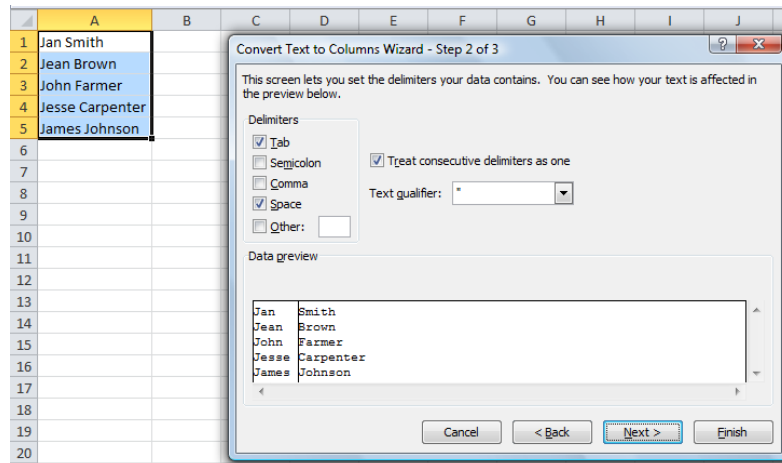 A B C D E F G H I J
1 Jan Smith
2 Jean Brown
3 John Farmer
4 Jesse Carpenter
5 James Johnson
6
7
8
9
10
11
12
13
14
15
16
17
18
19
20
Convert Text to Columns Wizard - Step 2 of 3
This screen lets you set the delimiters your data contains. You can see how your text is affected in
the preview below.
Delimiters
Tab
Semicolon
Comma
Space
Other:
Treat consecutive delimiters as one
Text qualifier: "
Data preview
Jan Smith
Jean Brown
John Farmer
Jesse Carpenter
James Johnson
Cancel < Back Next > Finish